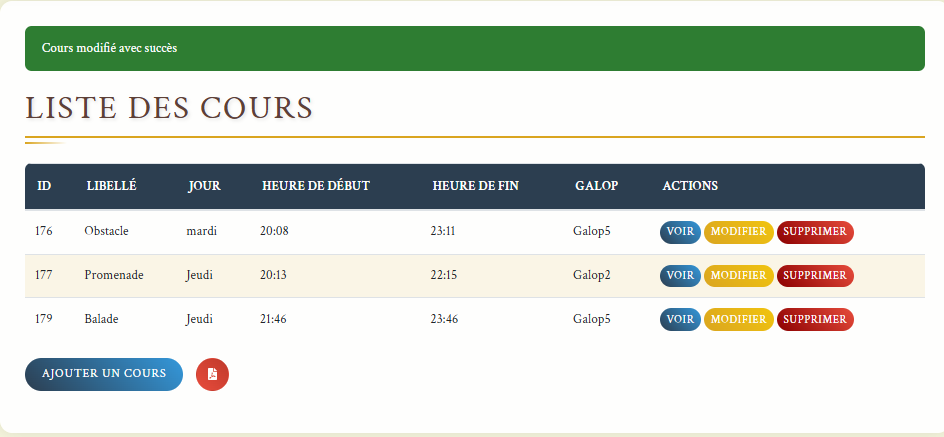 Cours modifié avec succès
LISTE DES COURS
ID LIBELLÉ JOUR HEURE DE DÉBUT HEURE DE FIN GALOP ACTIONS
176 Obstacle mardi 20:08 23:11 Galop5 VOIR MODIFIER SUPPRIMER
177 Promenade Jeudi 20:13 22:15 Galop2 VOIR MODIFIER SUPPRIMER
179 Balade Jeudi 21:46 23:46 Galop5 VOIR MODIFIER SUPPRIMER
AJOUTER UN COURS